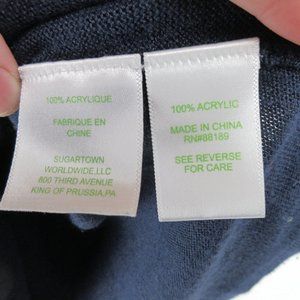 100% ACRYLIQUE
FABRIQUE EN
CHINE
SUGARTOWN
WORLDWIDE,LLC
800 THIRD AVENUE
KING OF PRUSSIA,PA
100% ACRYLIC
MADE IN CHINA
RN#88189
SEE REVERSE
FOR CARE